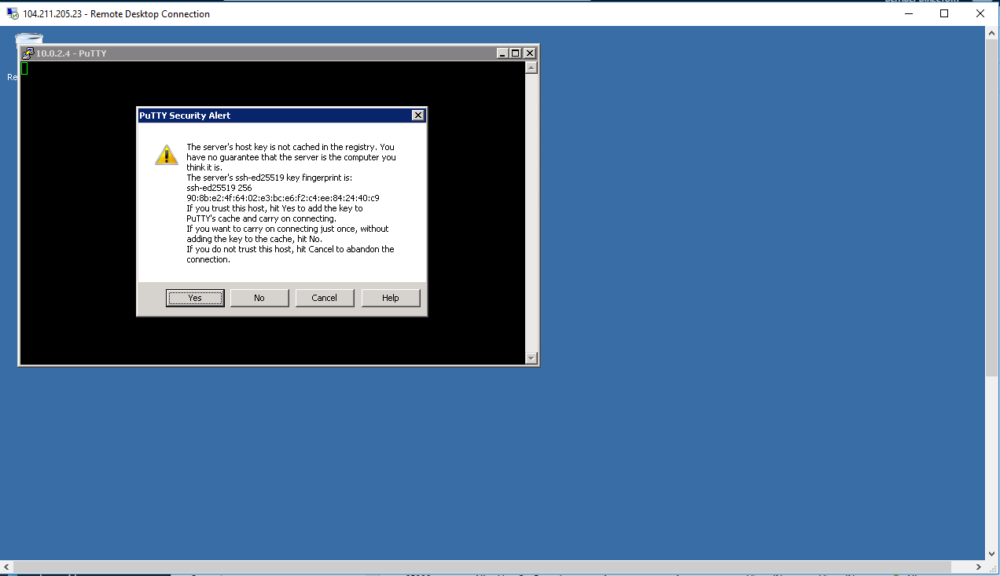 104.211.205.23 - Remote Desktop Connection
10.0.2.4 - PuTTY
Re
PuTTY Security Alert
The server's host key is not cached in the registry. You
have no guarantee that the server is the computer you
think it is.
The server's ssh-ed25519 key fingerprint is:
ssh-ed25519 256
90:8b:e2:4f:64:02:e3:bc:e6:f2:c4:ee:84:24:40:c9
If you trust this host, hit Yes to add the key to
PuTTY's cache and carry on connecting.
If you want to carry on connecting just once, without
adding the key to the cache, hit No.
If you do not trust this host, hit Cancel to abandon the
connection.
Yes
No
Cancel
Help